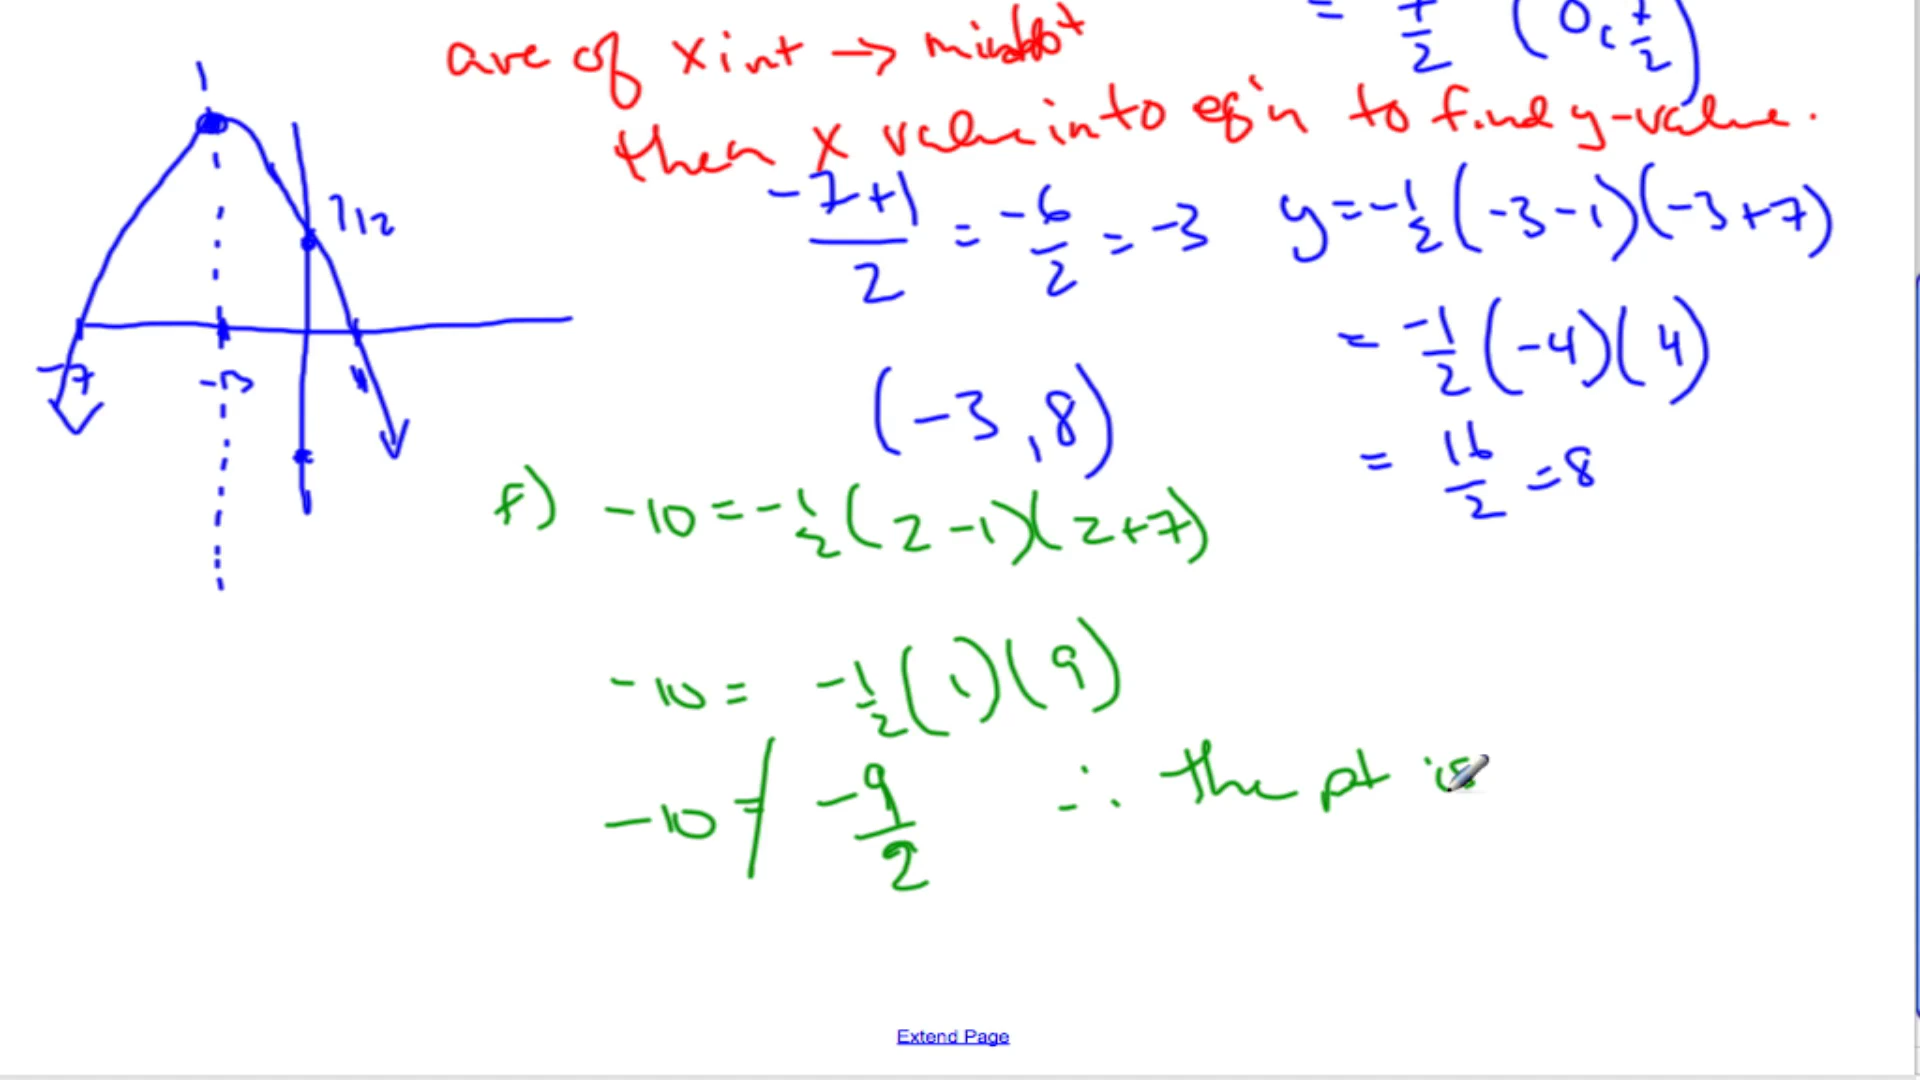 = 7/2 (0, 7/2)
ave of x int → midpt
then x value into eq'n to find y-value.
(-7+1)/2 = -6/2 = -3
y = -1/2(-3-1)(-3+7)
= -1/2(-4)(4)
= 16/2 = 8
(-3, 8)
7/2
-7 -3 1
f) -10 = -1/2(2-1)(2+7)
-10 = -1/2(1)(9)
-10 ≠ -9/2 ∴ the pt is
Extend Page